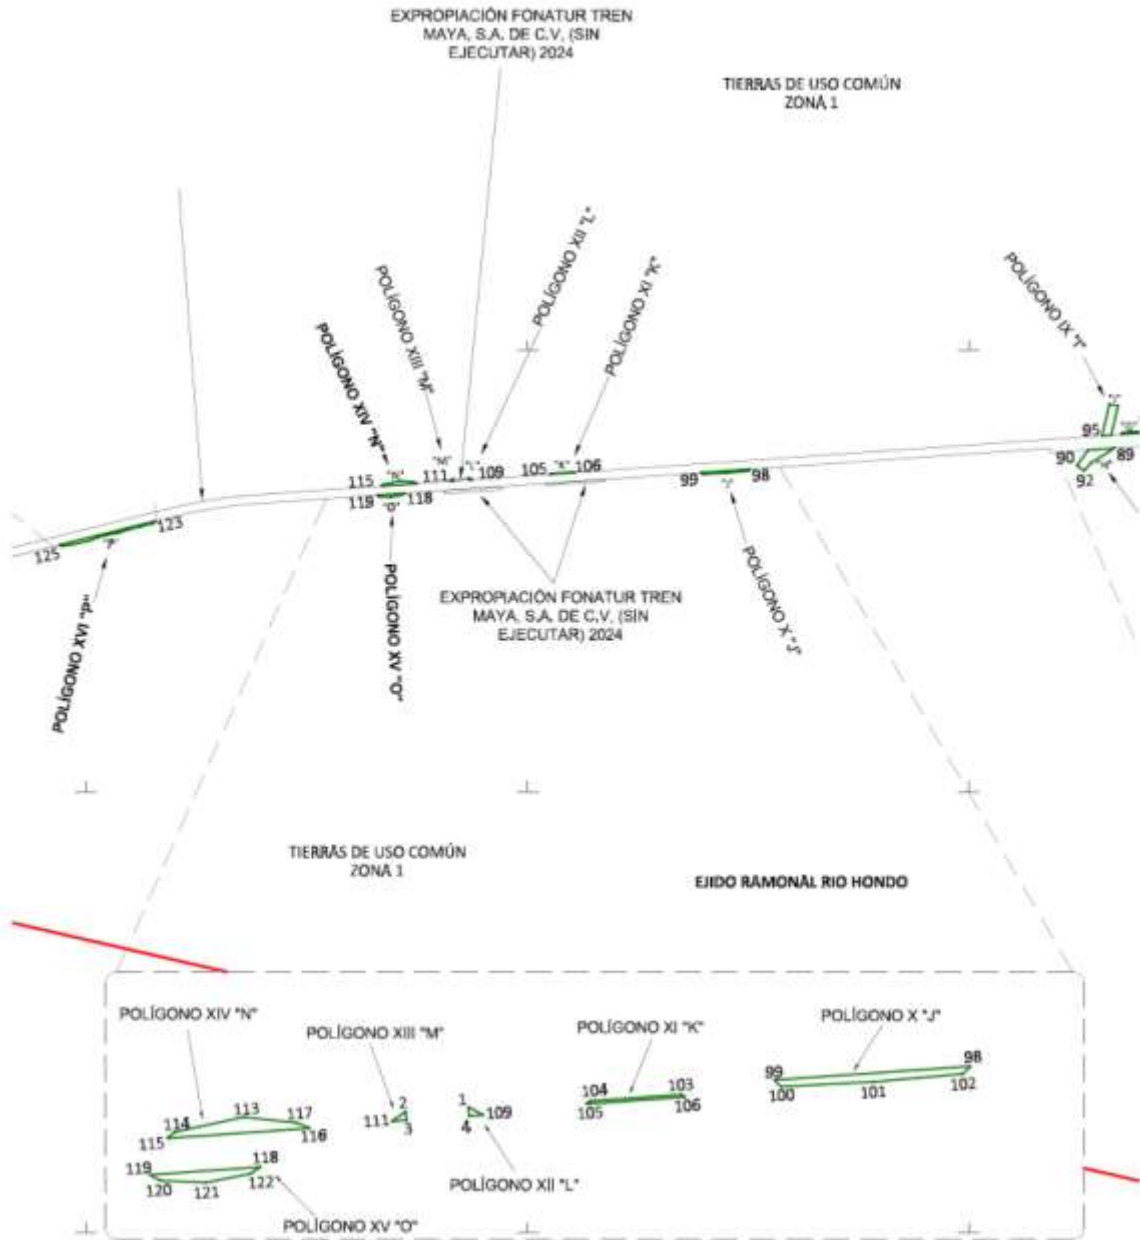 EXPROPIACIÓN FONATUR TREN
MAYA, S.A. DE C.V. (SIN
EJECUTAR) 2024
TIERRAS DE USO COMÚN
ZONA 1
POLÍGONO XII "L"
POLÍGONO XI "K"
POLÍGONO XIII "M"
POLÍGONO XIV "N"
POLÍGONO IX "I"
"I"
95
90
89
92
"M"
"L"
"K"
"N"
115
111
109
105
106
119
118
99
98
"J"
123
125
"P"
POLÍGONO XVI "P"
POLÍGONO XV "O"
POLÍGONO X "J"
EXPROPIACIÓN FONATUR TREN
MAYA, S.A. DE C.V. (SIN
EJECUTAR) 2024
TIERRAS DE USO COMÚN
ZONA 1
EJIDO RAMONAL RIO HONDO
POLÍGONO XIV "N"
POLÍGONO XIII "M"
POLÍGONO XI "K"
POLÍGONO X "J"
98
99
100
101
102
103
104
105
106
1
109
4
2
111
3
113
114
117
115
116
118
119
120
121
122
POLÍGONO XII "L"
POLÍGONO XV "O"